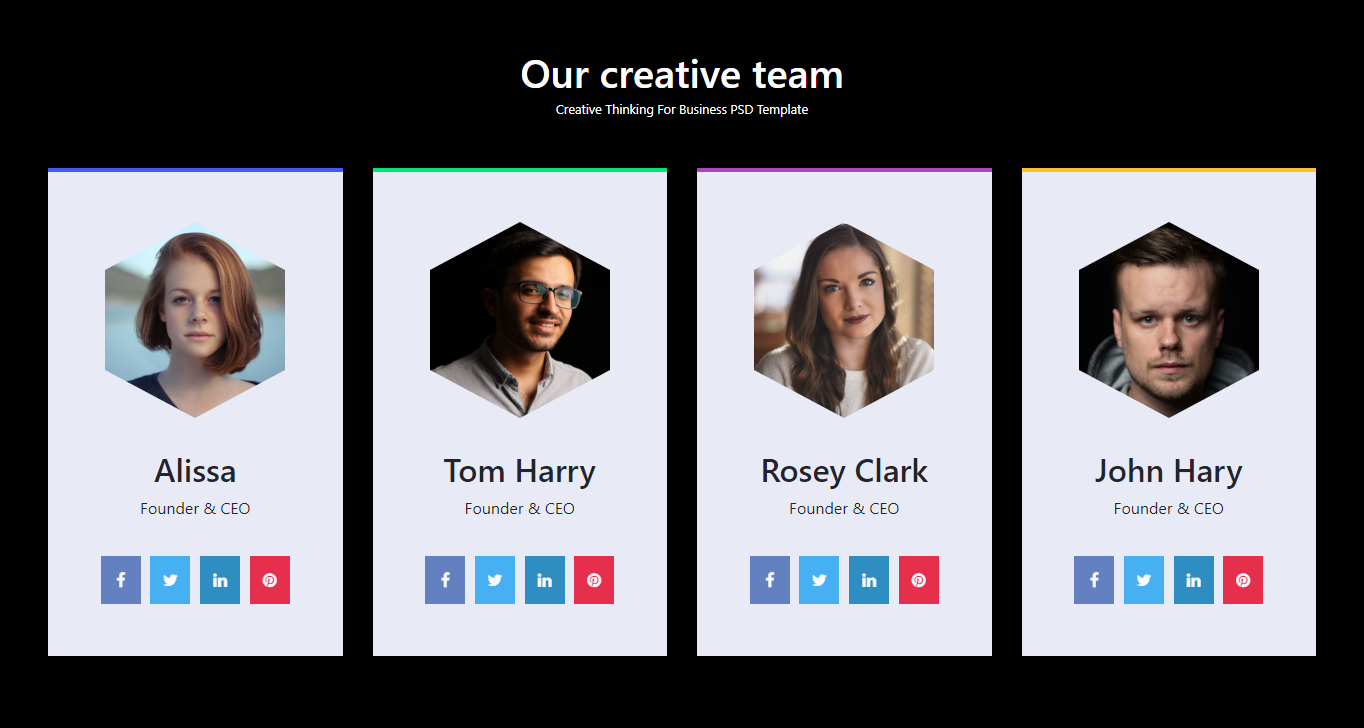 Our creative team
Creative Thinking For Business PSD Template
Alissa
Founder & CEO
Tom Harry
Founder & CEO
Rosey Clark
Founder & CEO
John Hary
Founder & CEO